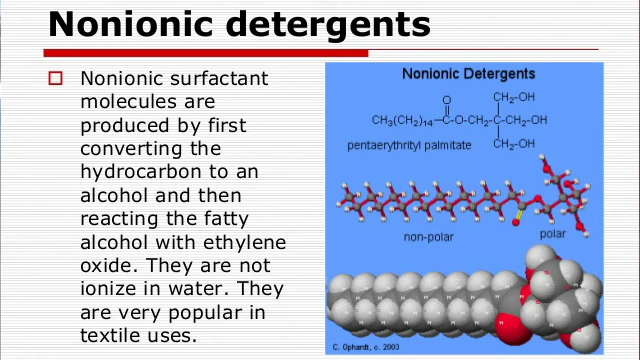 Nonionic detergents
Nonionic surfactant
molecules are
produced by first
converting the
hydrocarbon to an
alcohol and then
reacting the fatty
alcohol with ethylene
oxide. They are not
ionize in water. They
are very popular in
textile uses.
Nonionic Detergents
CH₂-OH
O
CH₃(CH₂)₁₄-C-O-CH₂-C-CH₂-OH
CH₂-OH
pentaerythrityl palmitate
non-polar
polar
C. Ophardt, c. 2003